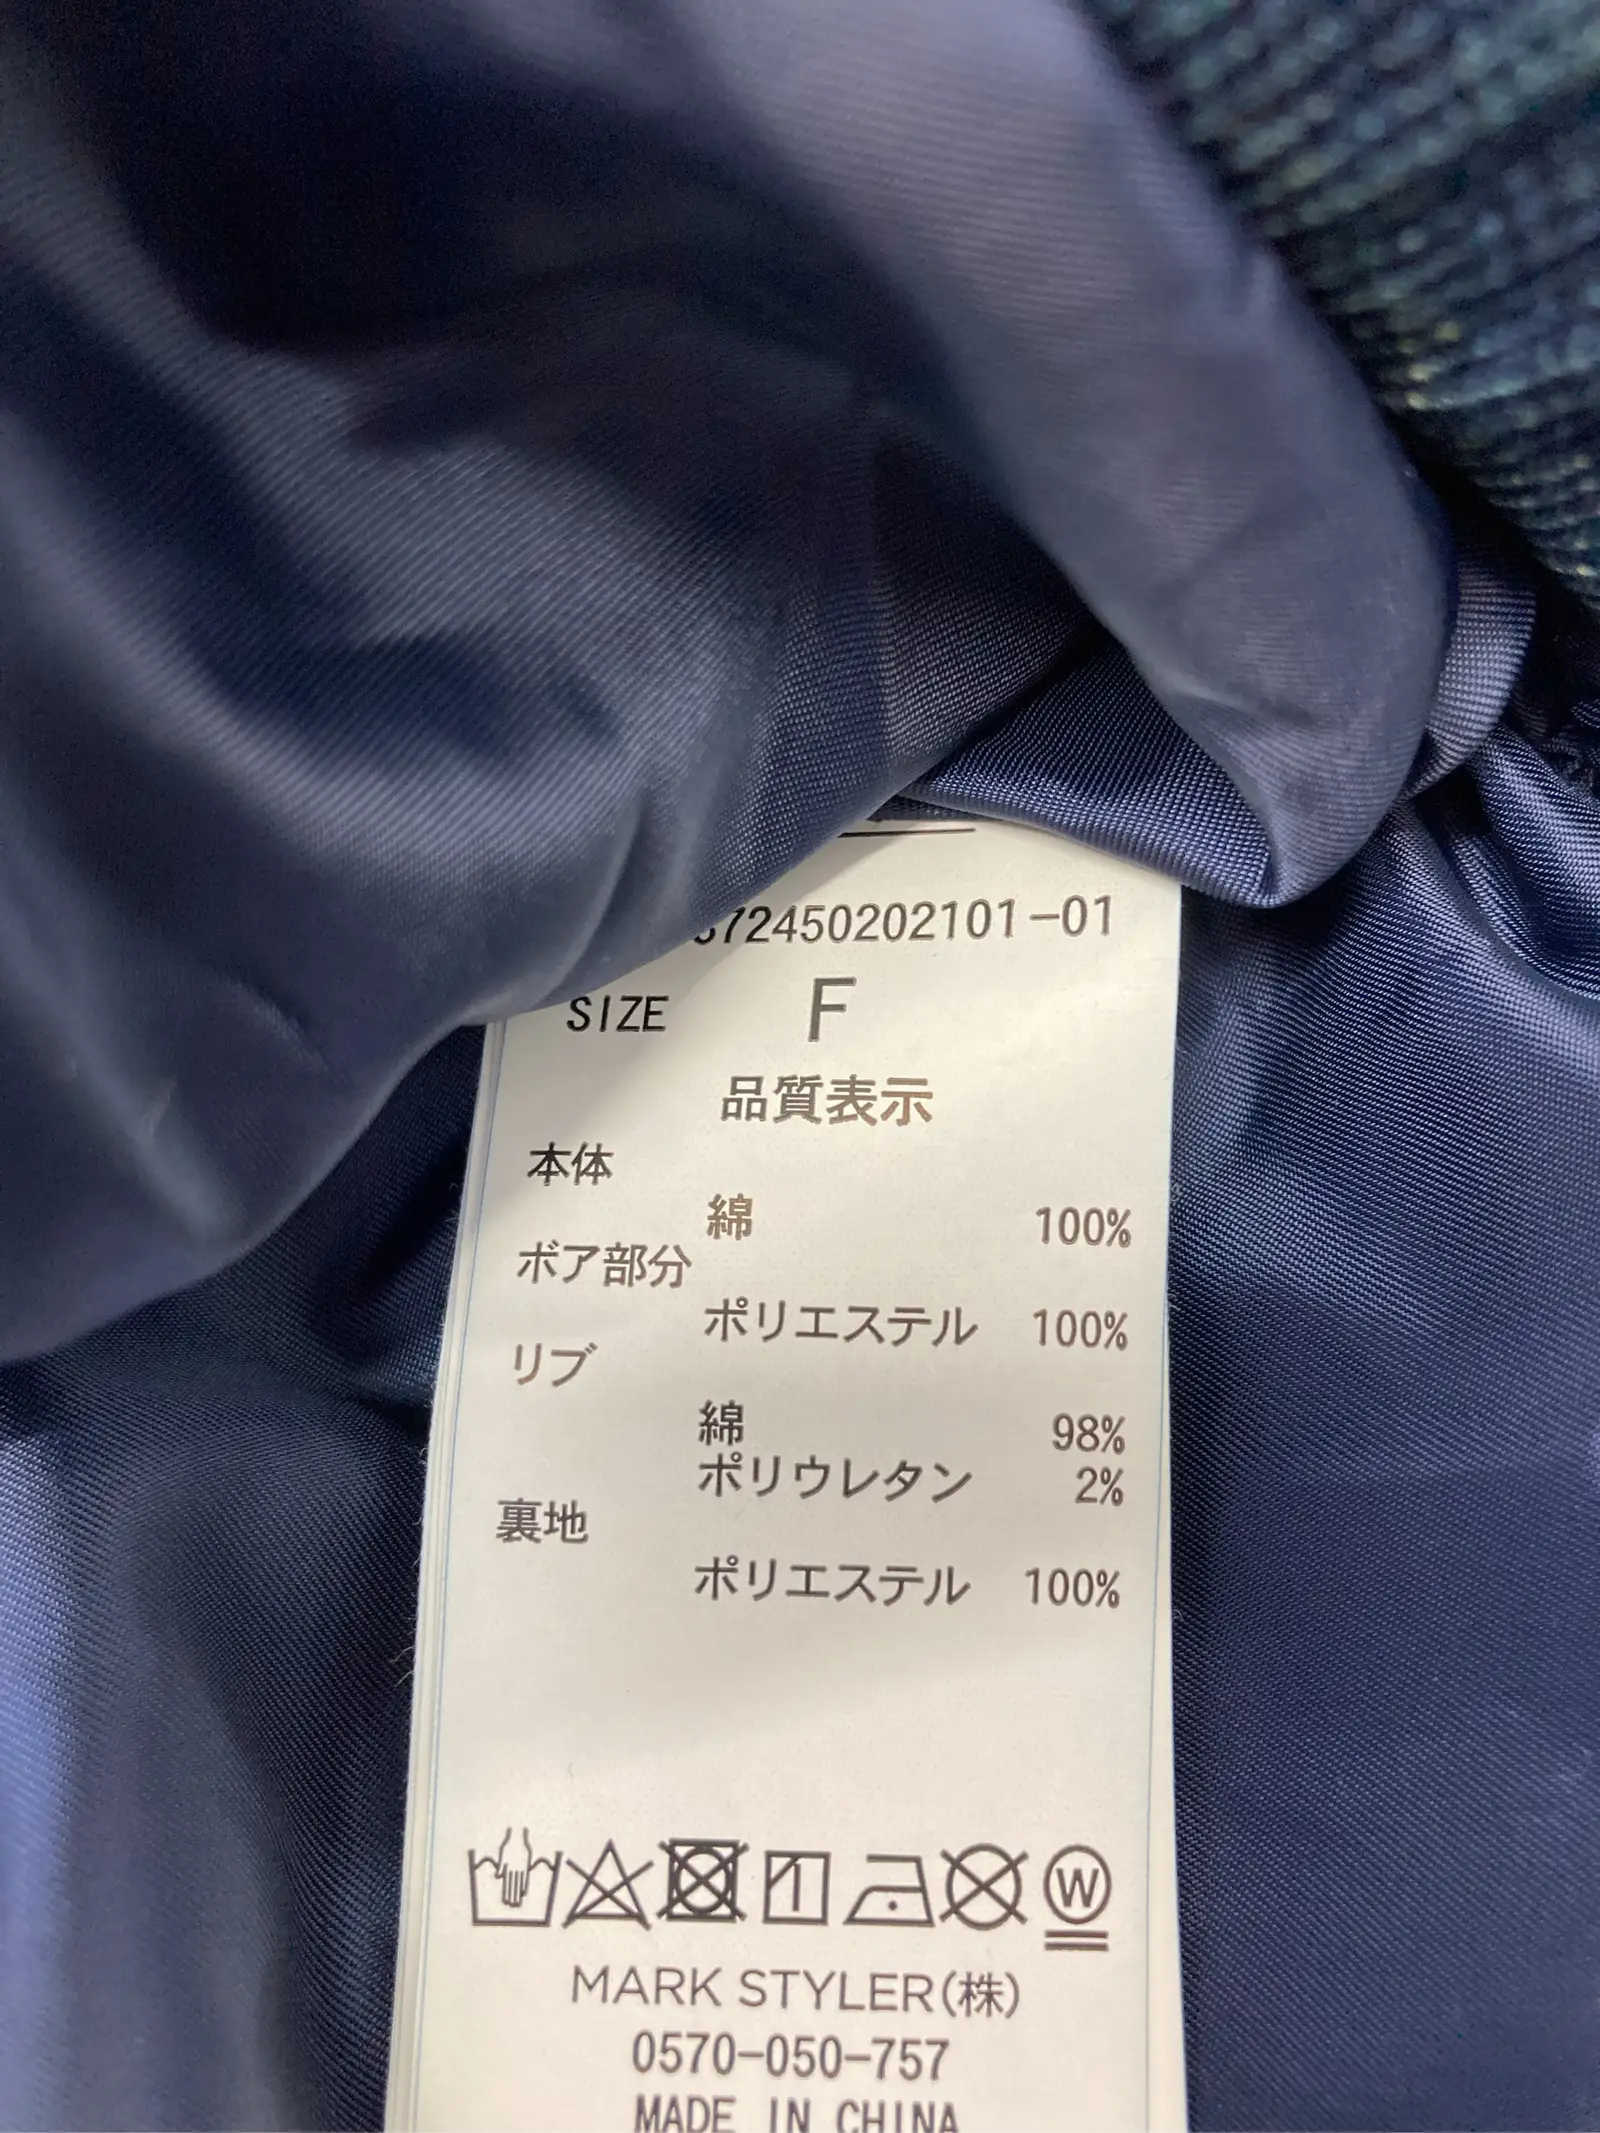 72450202101-01
SIZE F
品質表示
本体
綿 100%
ボア部分
ポリエステル 100%
リブ
綿 98%
ポリウレタン 2%
裏地
ポリエステル 100%
W
MARK STYLER(株)
0570-050-757
MADE IN CHINA